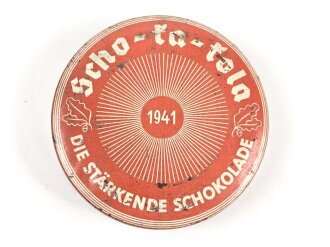 Scho-ka-kola
1941
DIE STÄRKENDE SCHOKOLADE